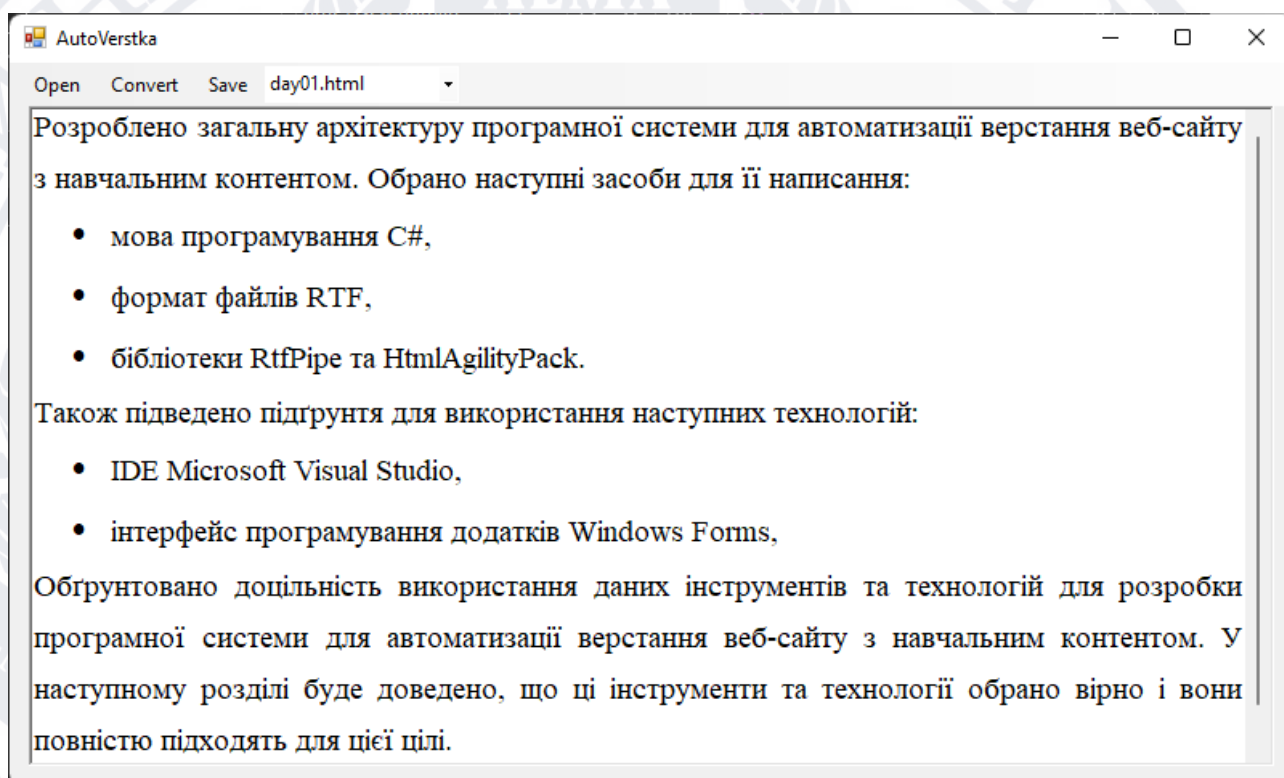 AutoVerstka
Open Convert Save day01.html
Розроблено загальну архітектуру програмної системи для автоматизації верстання веб-сайту
з навчальним контентом. Обрано наступні засоби для її написання:
• мова програмування C#,
• формат файлів RTF,
• бібліотеки RtfPipe та HtmlAgilityPack.
Також підведено підґрунтя для використання наступних технологій:
• IDE Microsoft Visual Studio,
• інтерфейс програмування додатків Windows Forms,
Обґрунтовано доцільність використання даних інструментів та технологій для розробки
програмної системи для автоматизації верстання веб-сайту з навчальним контентом. У
наступному розділі буде доведено, що ці інструменти та технології обрано вірно і вони
повністю підходять для цієї цілі.